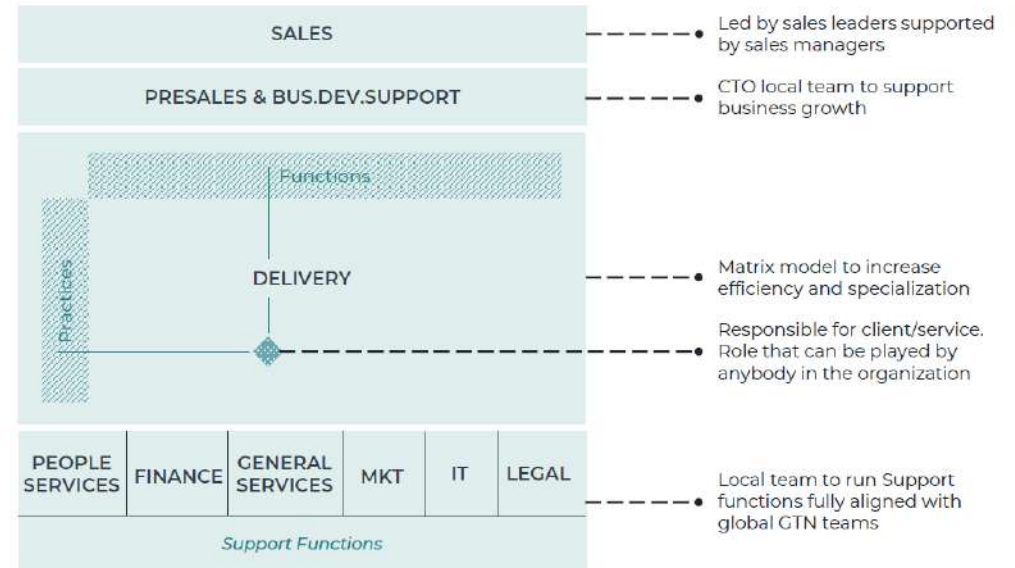 SALES
Led by sales leaders supported
by sales managers
PRESALES & BUS.DEV.SUPPORT
CTO local team to support
business growth
Functions
Practices
DELIVERY
Matrix model to increase
efficiency and specialization
Responsible for client/service.
Role that can be played by
anybody in the organization
PEOPLE
SERVICES
FINANCE
GENERAL
SERVICES
MKT
IT
LEGAL
Support Functions
Local team to run Support
functions fully aligned with
global GTN teams